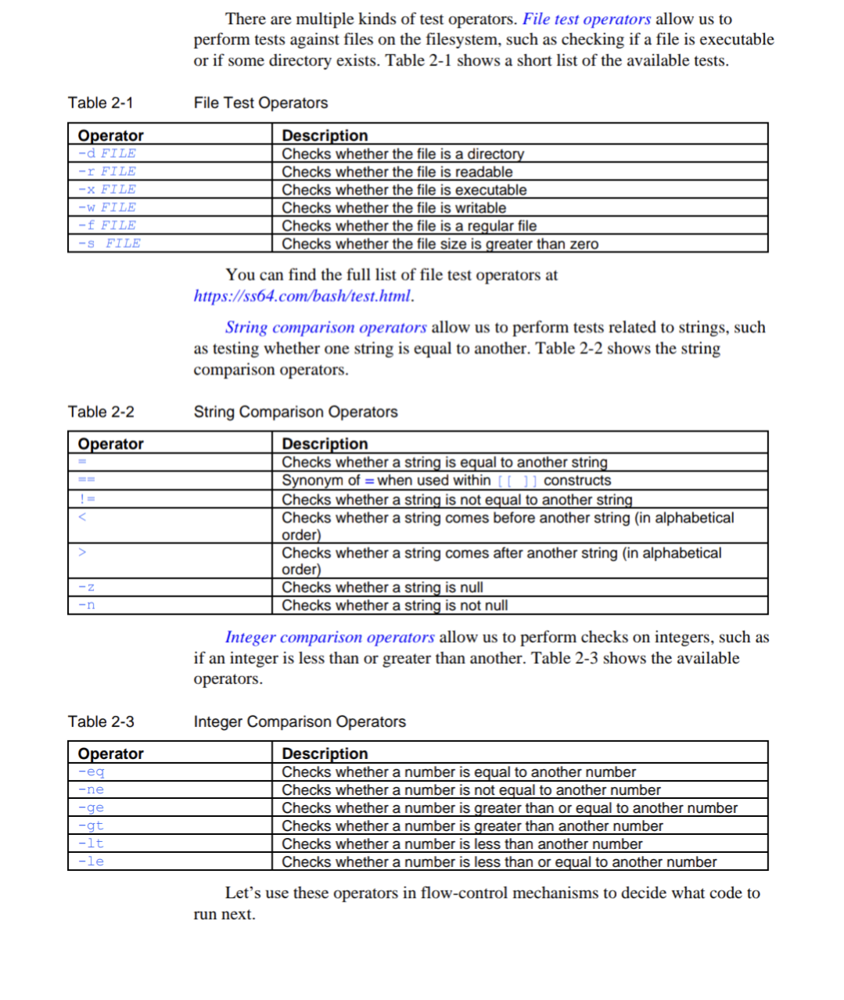 There are multiple kinds of test operators. File test operators allow us to
perform tests against files on the filesystem, such as checking if a file is executable
or if some directory exists. Table 2-1 shows a short list of the available tests.
Table 2-1 File Test Operators
Operator Description
-d FILE Checks whether the file is a directory
-r FILE Checks whether the file is readable
-x FILE Checks whether the file is executable
-w FILE Checks whether the file is writable
-f FILE Checks whether the file is a regular file
-s FILE Checks whether the file size is greater than zero
You can find the full list of file test operators at
https://ss64.com/bash/test.html.
String comparison operators allow us to perform tests related to strings, such
as testing whether one string is equal to another. Table 2-2 shows the string
comparison operators.
Table 2-2 String Comparison Operators
Operator Description
= Checks whether a string is equal to another string
== Synonym of = when used within [[ ]] constructs
!= Checks whether a string is not equal to another string
< Checks whether a string comes before another string (in alphabetical
order)
> Checks whether a string comes after another string (in alphabetical
order)
-z Checks whether a string is null
-n Checks whether a string is not null
Integer comparison operators allow us to perform checks on integers, such as
if an integer is less than or greater than another. Table 2-3 shows the available
operators.
Table 2-3 Integer Comparison Operators
Operator Description
-eq Checks whether a number is equal to another number
-ne Checks whether a number is not equal to another number
-ge Checks whether a number is greater than or equal to another number
-gt Checks whether a number is greater than another number
-lt Checks whether a number is less than another number
-le Checks whether a number is less than or equal to another number
Let’s use these operators in flow-control mechanisms to decide what code to
run next.